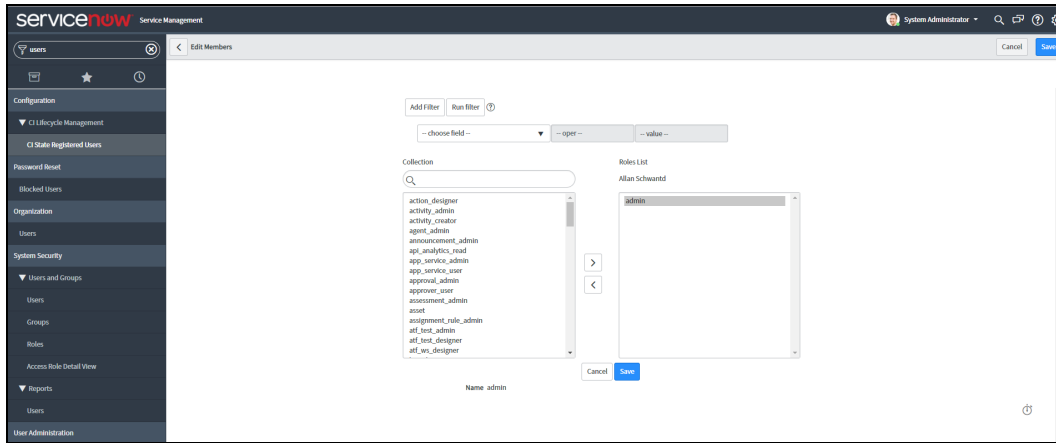 servicenow Service Management
System Administrator
users
Edit Members
Cancel
Save
Configuration
CI Lifecycle Management
CI State Registered Users
Password Reset
Blocked Users
Organization
Users
System Security
Users and Groups
Users
Groups
Roles
Access Role Detail View
Reports
Users
User Administration
Add Filter
Run filter
-- choose field --
-- oper --
-- value --
Collection
action_designer
activity_admin
activity_creator
agent_admin
announcement_admin
api_analytics_read
app_service_admin
app_service_user
approval_admin
approver_user
assessment_admin
asset
assignment_rule_admin
atf_test_admin
atf_test_designer
atf_ws_designer
Roles List
Allan Schwantd
admin
Cancel
Save
Name admin